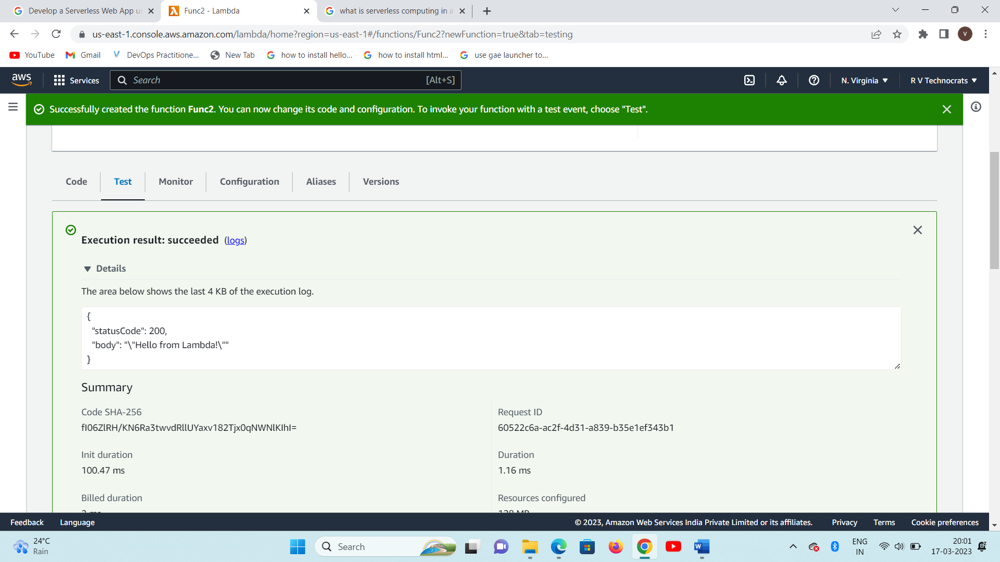 Develop a Serverless Web App us
Func2 - Lambda
what is serverless computing in a
us-east-1.console.aws.amazon.com/lambda/home?region=us-east-1#/functions/Func2?newFunction=true&tab=testing
V
YouTube
Gmail
DevOps Practitione...
New Tab
how to install hello...
how to install html...
use gae launcher to...
aws
Services
Search
[Alt+S]
N. Virginia
R V Technocrats
Successfully created the function Func2. You can now change its code and configuration. To invoke your function with a test event, choose "Test".
Code
Test
Monitor
Configuration
Aliases
Versions
Execution result: succeeded (logs)
Details
The area below shows the last 4 KB of the execution log.
{
"statusCode": 200,
"body": "\"Hello from Lambda!\""
}
Summary
Code SHA-256
Request ID
fI06ZlRH/KN6Ra3twvdRllUYaxv182Tjx0qNWNlKIhI=
60522c6a-ac2f-4d31-a839-b35e1ef343b1
Init duration
Duration
100.47 ms
1.16 ms
Billed duration
Resources configured
2 ms
128 MB
Feedback
Language
© 2023, Amazon Web Services India Private Limited or its affiliates.
Privacy
Terms
Cookie preferences
24°C
Rain
Search
ENG
IN
20:01
17-03-2023